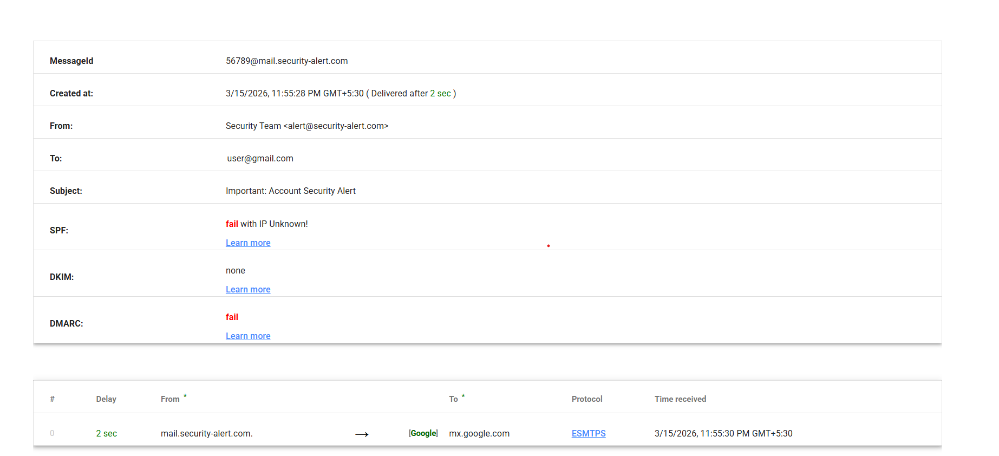 MessageId 56789@mail.security-alert.com
Created at: 3/15/2026, 11:55:28 PM GMT+5:30 ( Delivered after 2 sec )
From: Security Team <alert@security-alert.com>
To: user@gmail.com
Subject: Important: Account Security Alert
SPF: fail with IP Unknown!
Learn more
DKIM: none
Learn more
DMARC: fail
Learn more
# Delay From * To * Protocol Time received
0 2 sec mail.security-alert.com. → [Google] mx.google.com ESMTPS 3/15/2026, 11:55:30 PM GMT+5:30